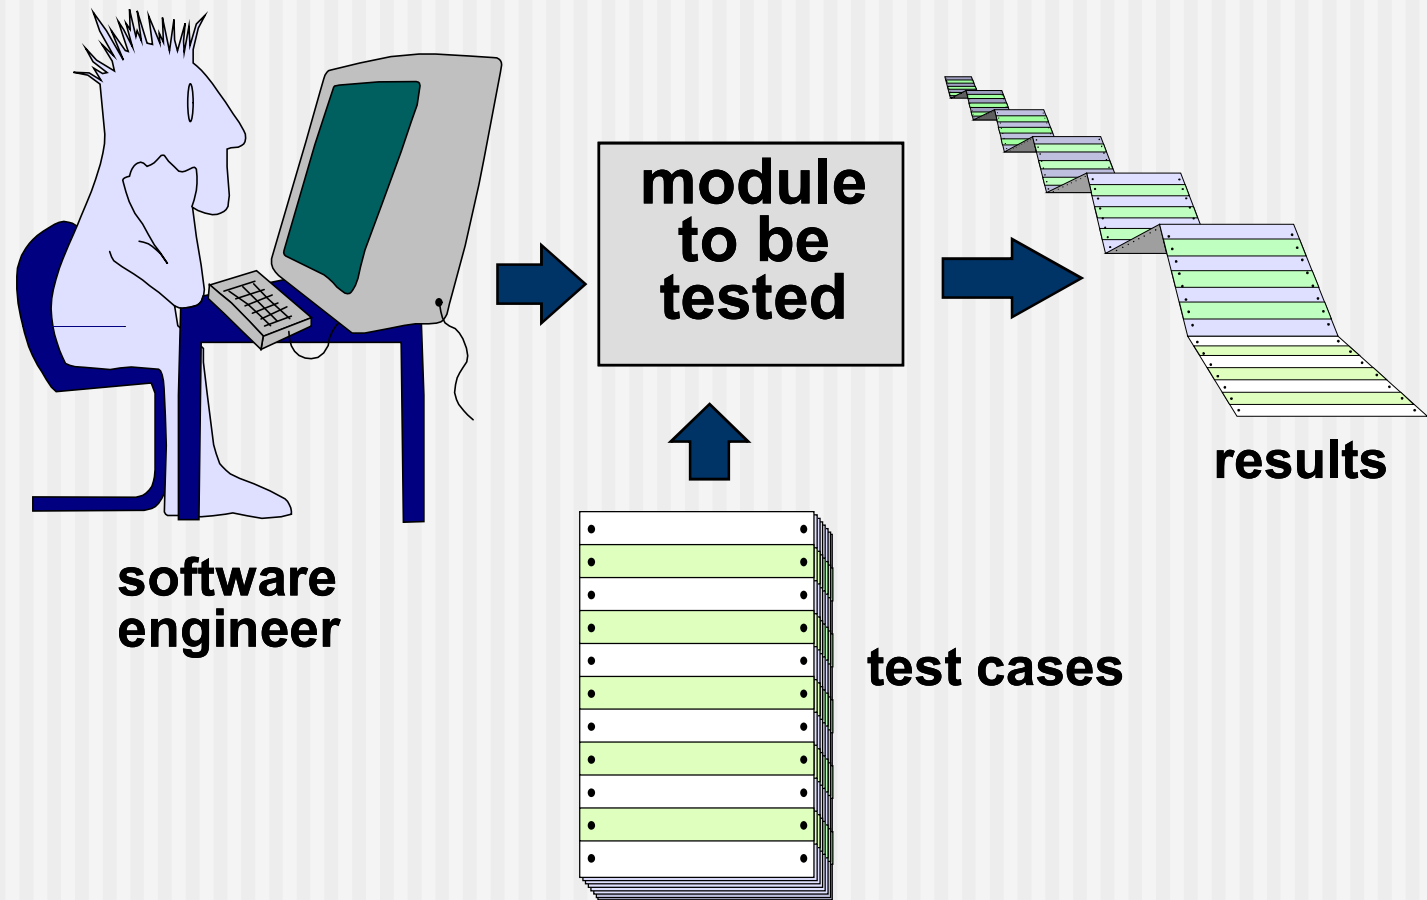 module
to be
tested
results
software
engineer
test cases